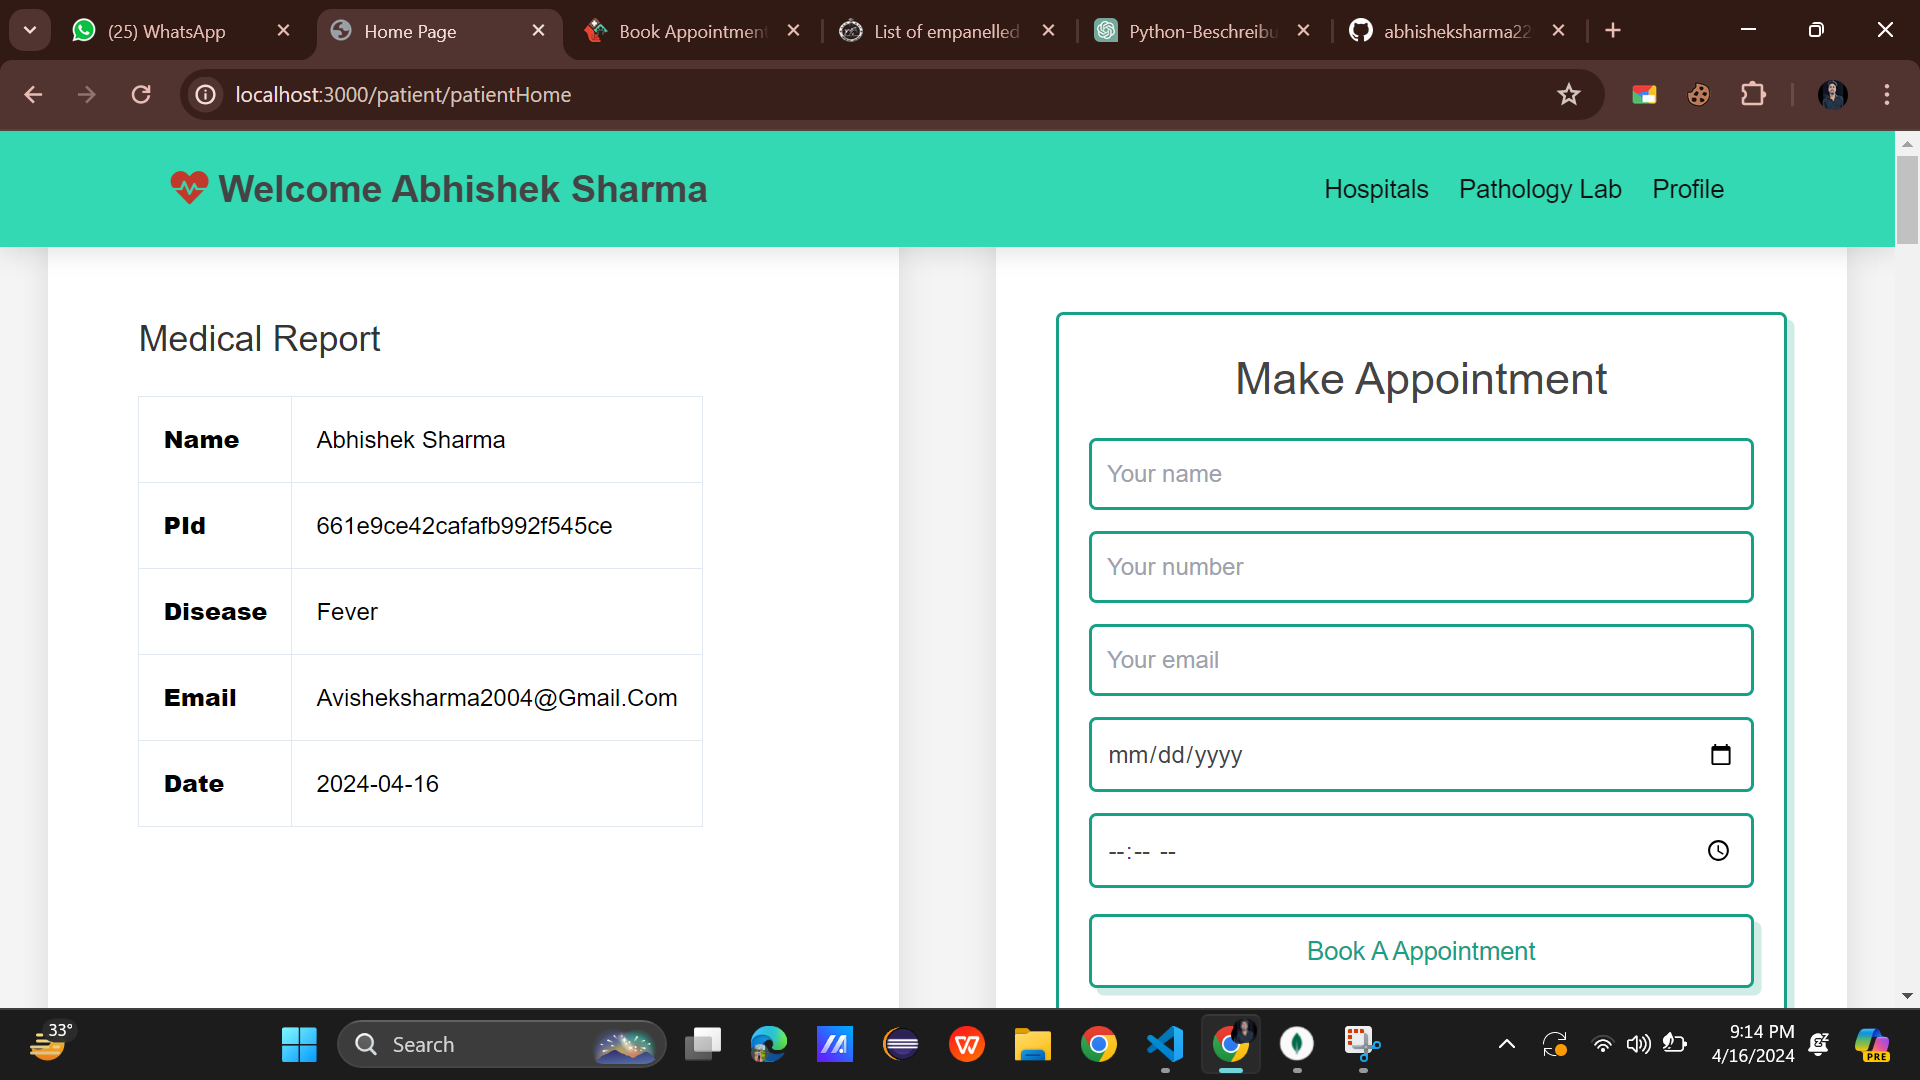 (25) WhatsApp
Home Page
Book Appointment
List of empanelled
Python-Beschreibu
abhisheksharma22
localhost:3000/patient/patientHome
Welcome Abhishek Sharma
Hospitals Pathology Lab Profile
Medical Report
Name Abhishek Sharma
PId 661e9ce42cafafb992f545ce
Disease Fever
Email Avisheksharma2004@Gmail.Com
Date 2024-04-16
Make Appointment
Your name
Your number
Your email
mm/dd/yyyy
--:-- --
Book A Appointment
33°
Search
9:14 PM
4/16/2024
PRE